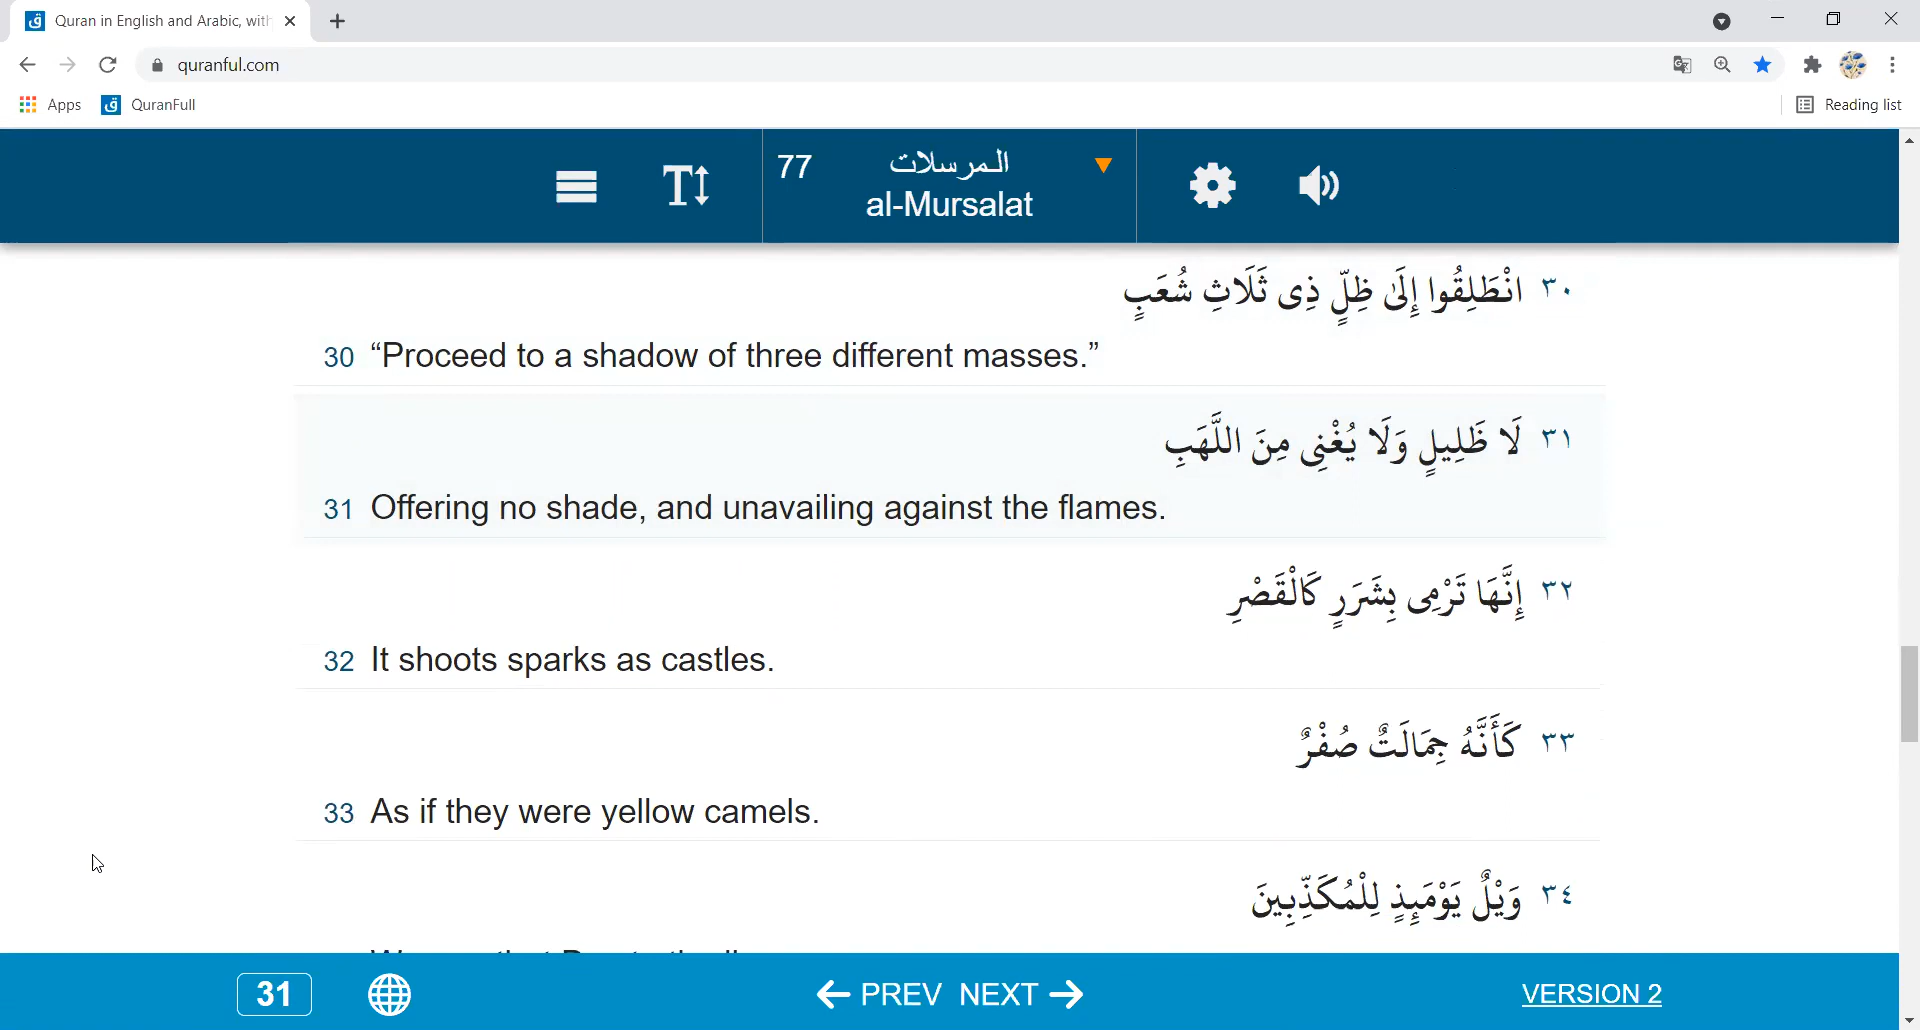 Quran in English and Arabic, with
quranful.com
Apps
QuranFull
Reading list
77
المرسلات
al-Mursalat
٣٠ انْطَلِقُوا إِلَىٰ ظِلٍّ ذِى ثَلَاثِ شُعَبٍ
30 “Proceed to a shadow of three different masses.”
٣١ لَا ظَلِيلٍ وَلَا يُغْنِى مِنَ اللَّهَبِ
31 Offering no shade, and unavailing against the flames.
٣٢ إِنَّهَا تَرْمِى بِشَرَرٍ كَالْقَصْرِ
32 It shoots sparks as castles.
٣٣ كَأَنَّهُ جِمَالَتٌ صُفْرٌ
33 As if they were yellow camels.
٣٤ وَيْلٌ يَوْمَئِذٍ لِلْمُكَذِّبِينَ
31
PREV NEXT
VERSION 2